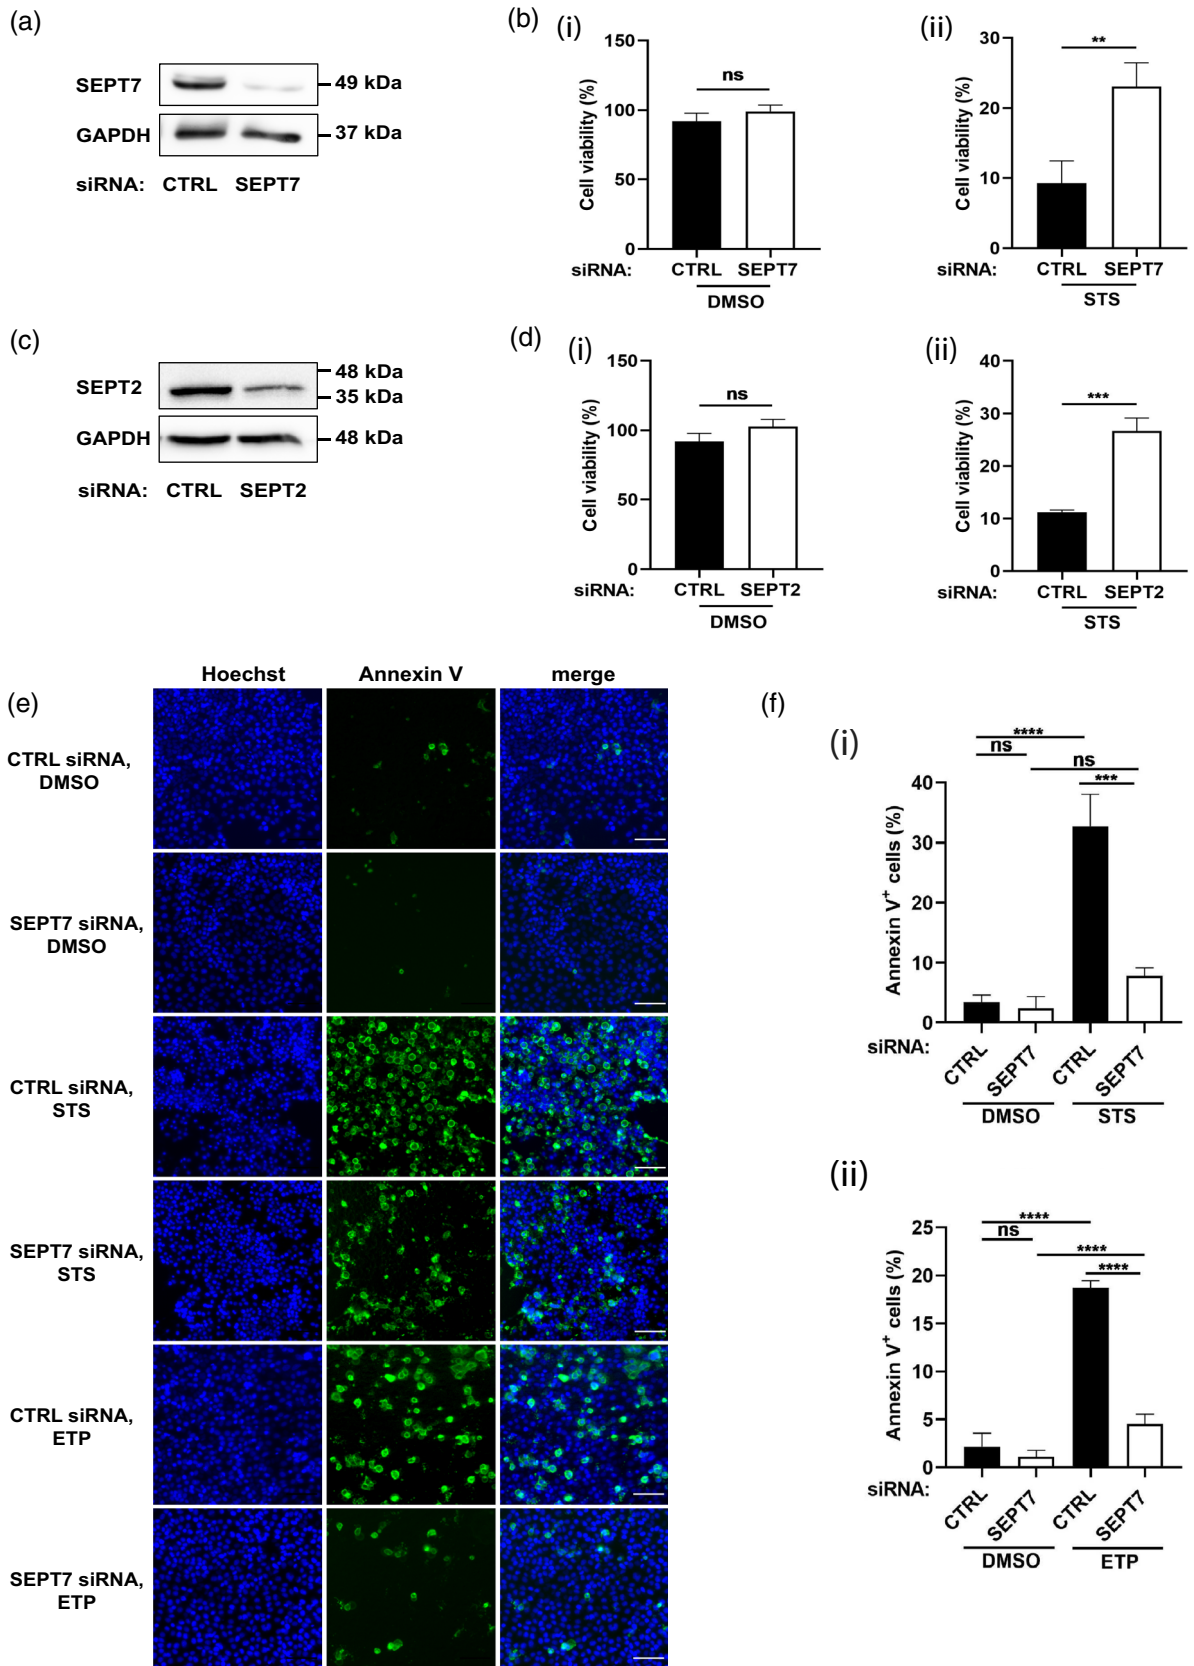 (a)
SEPT7
49 kDa
GAPDH
37 kDa
siRNA: CTRL SEPT7
(b)
(i)
150
100
50
0
Cell viability (%)
ns
siRNA: CTRL SEPT7
DMSO
(ii)
30
20
10
0
Cell viability (%)
**
siRNA: CTRL SEPT7
STS
(c)
SEPT2
48 kDa
35 kDa
GAPDH
48 kDa
siRNA: CTRL SEPT2
(d)
(i)
150
100
50
0
Cell viability (%)
ns
siRNA: CTRL SEPT2
DMSO
(ii)
40
30
20
10
0
Cell viability (%)
***
siRNA: CTRL SEPT2
STS
(e)
Hoechst Annexin V merge
CTRL siRNA,
DMSO
SEPT7 siRNA,
DMSO
CTRL siRNA,
STS
SEPT7 siRNA,
STS
CTRL siRNA,
ETP
SEPT7 siRNA,
ETP
(f)
(i)
****
ns
ns
***
40
30
20
10
0
Annexin V⁺ cells (%)
siRNA:
CTRL SEPT7 CTRL SEPT7
DMSO STS
(ii)
****
ns
****
****
25
20
15
10
5
0
Annexin V⁺ cells (%)
siRNA:
CTRL SEPT7 CTRL SEPT7
DMSO ETP